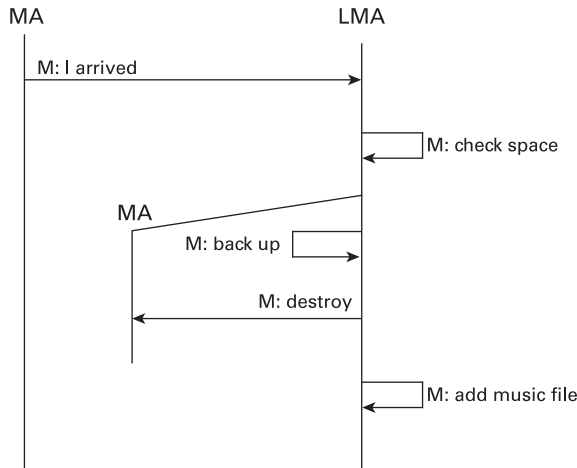 MA
LMA
M: I arrived
M: check space
MA
M: back up
M: destroy
M: add music file